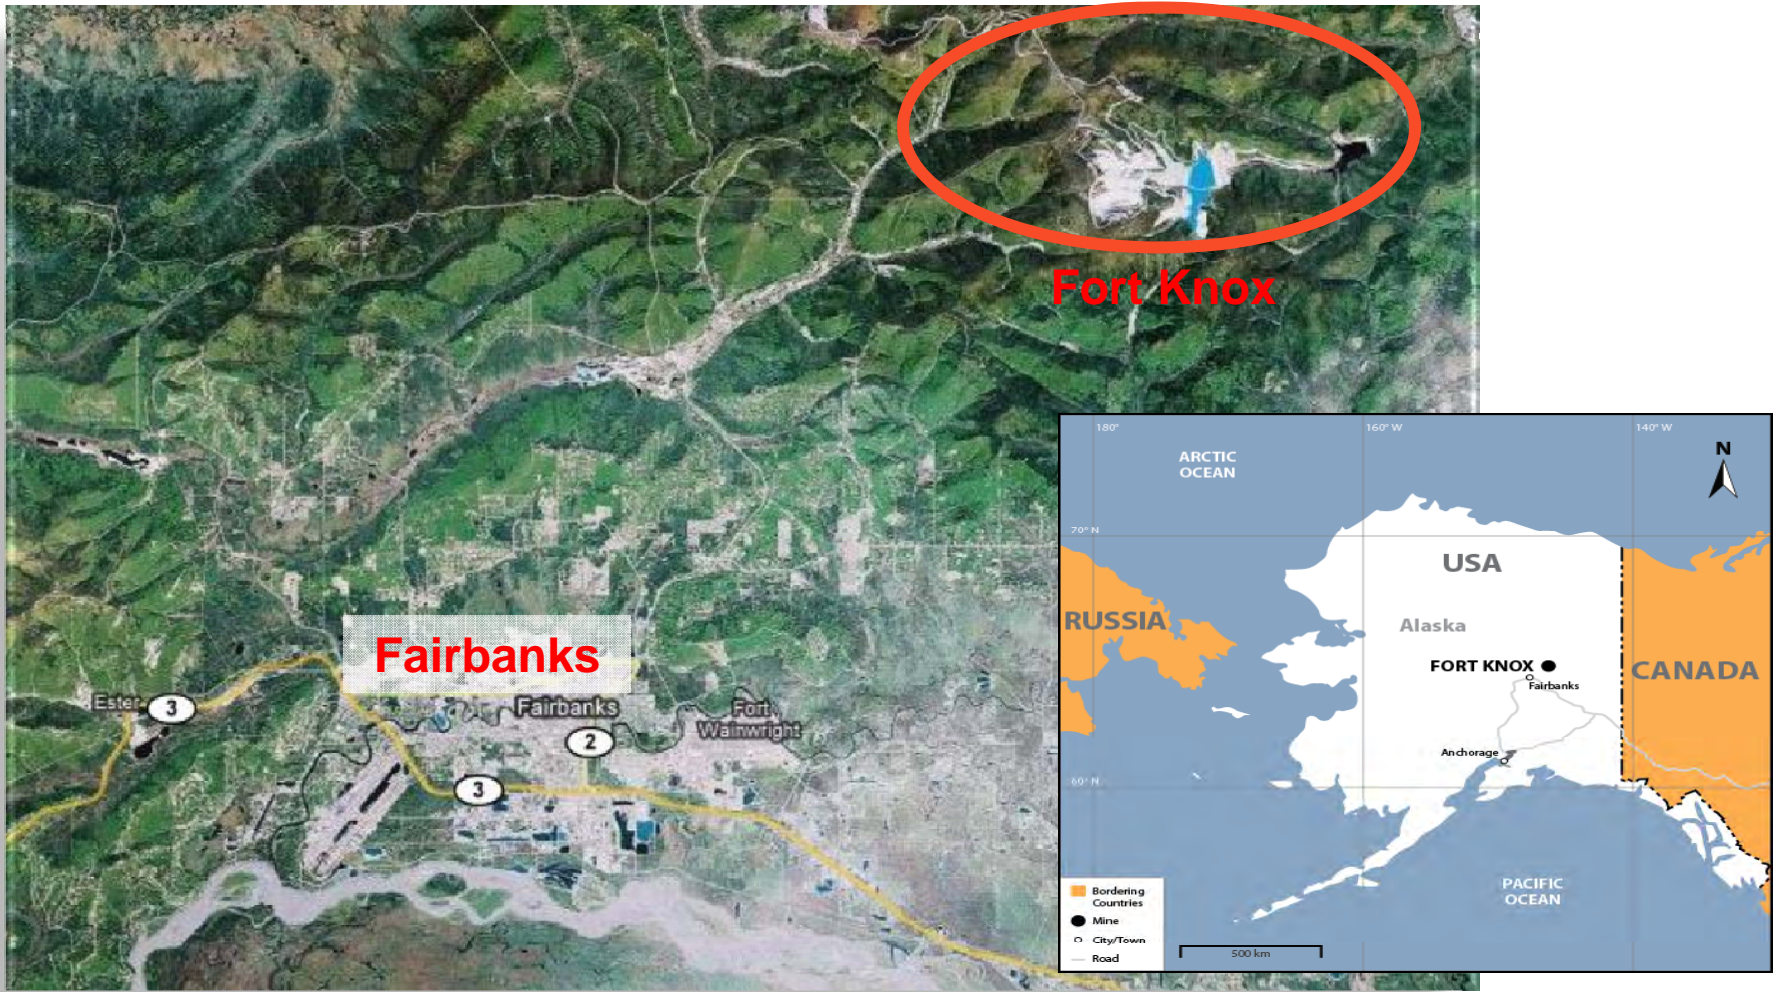 Fort Knox
Fairbanks
Ester
3
Fairbanks
Fort
Wainwright
2
3
180°
160° W
140° W
ARCTIC
OCEAN
N
70° N
USA
RUSSIA
Alaska
FORT KNOX
CANADA
Fairbanks
Anchorage
60° N
PACIFIC
OCEAN
Bordering
Countries
Mine
City/Town
Road
500 km